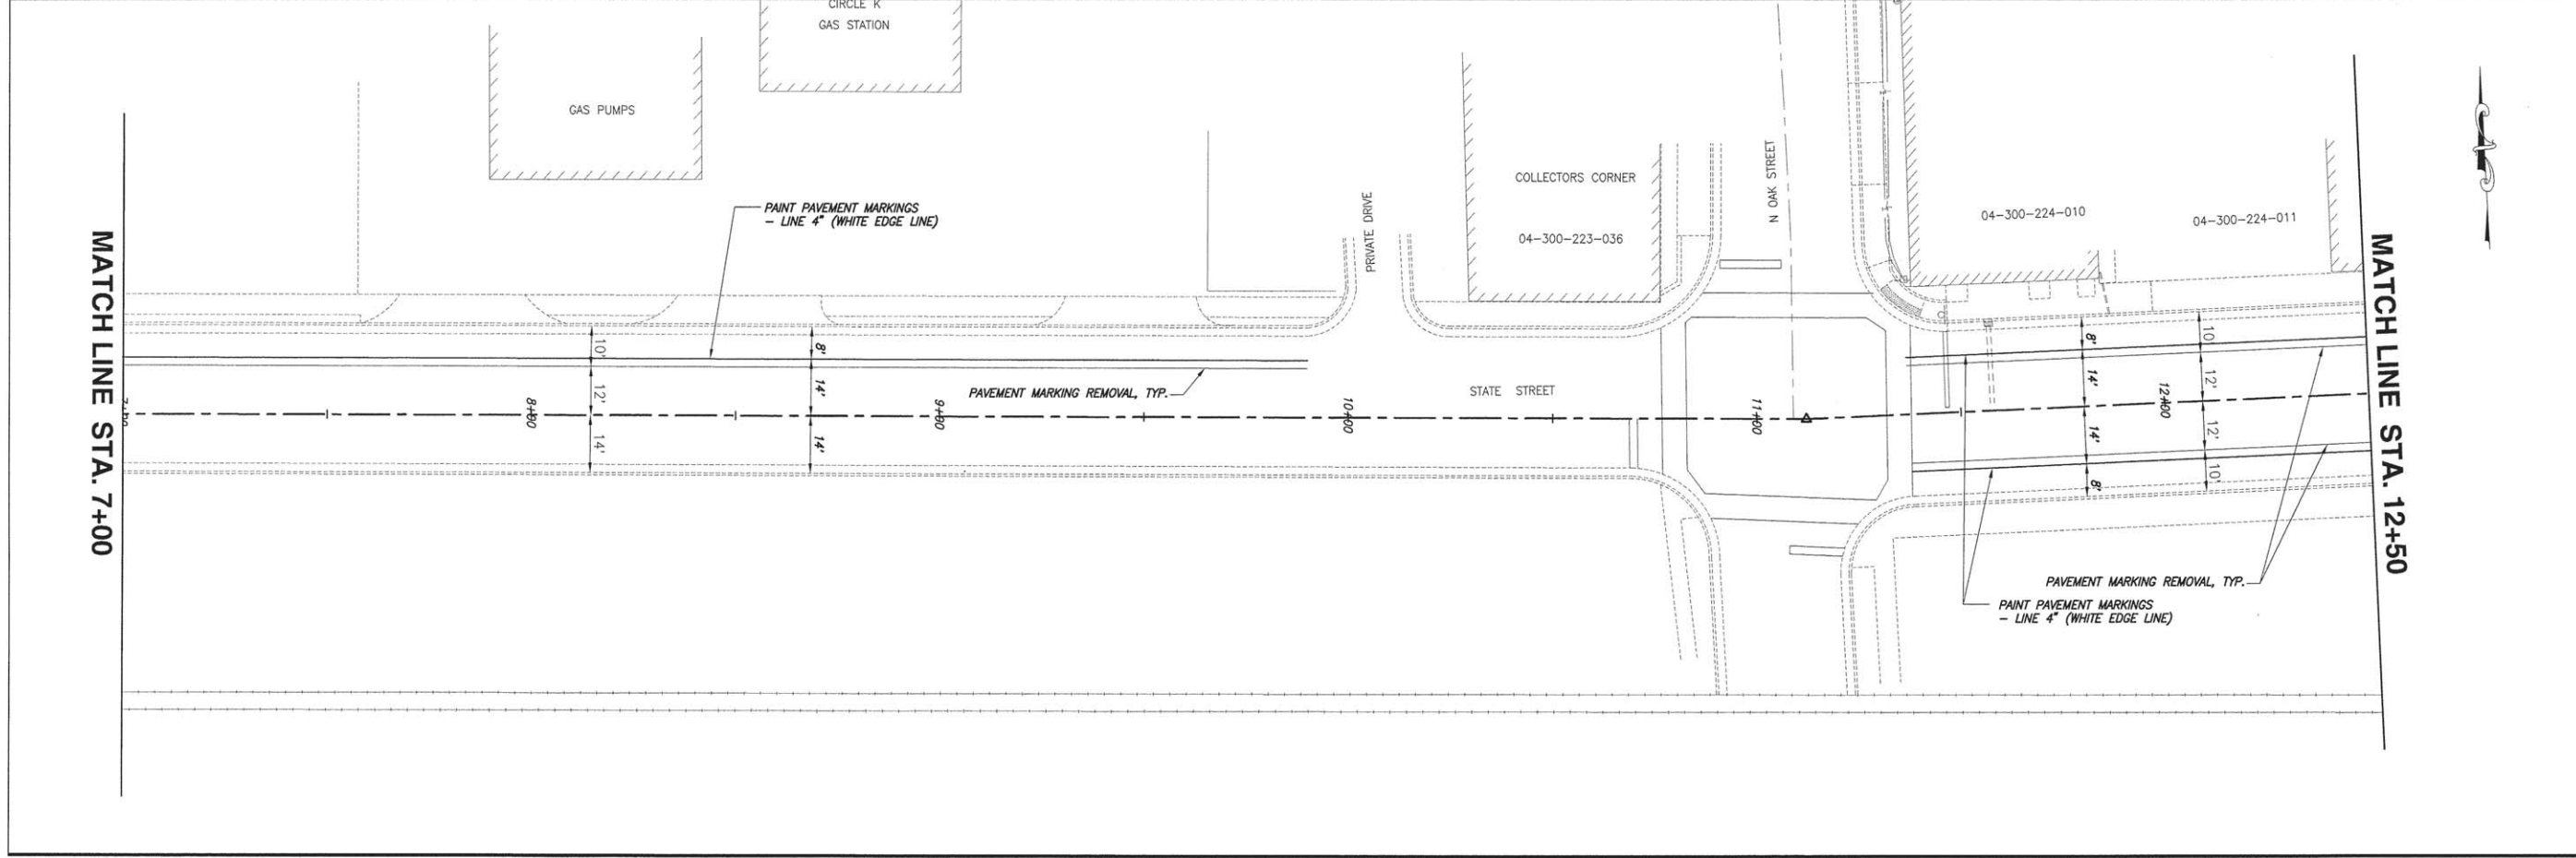 CIRCLE K
GAS STATION
GAS PUMPS
PAINT PAVEMENT MARKINGS
- LINE 4" (WHITE EDGE LINE)
PRIVATE DRIVE
COLLECTORS CORNER
04-300-223-036
N OAK STREET
04-300-224-010
04-300-224-011
MATCH LINE STA. 7+00
MATCH LINE STA. 12+50
10'
8'
12'
14'
14'
14'
PAVEMENT MARKING REMOVAL, TYP.
STATE STREET
8+00
9+00
10+00
11+00
12+00
8'
10'
14'
12'
14'
12'
8'
10'
PAVEMENT MARKING REMOVAL, TYP.
PAINT PAVEMENT MARKINGS
- LINE 4" (WHITE EDGE LINE)